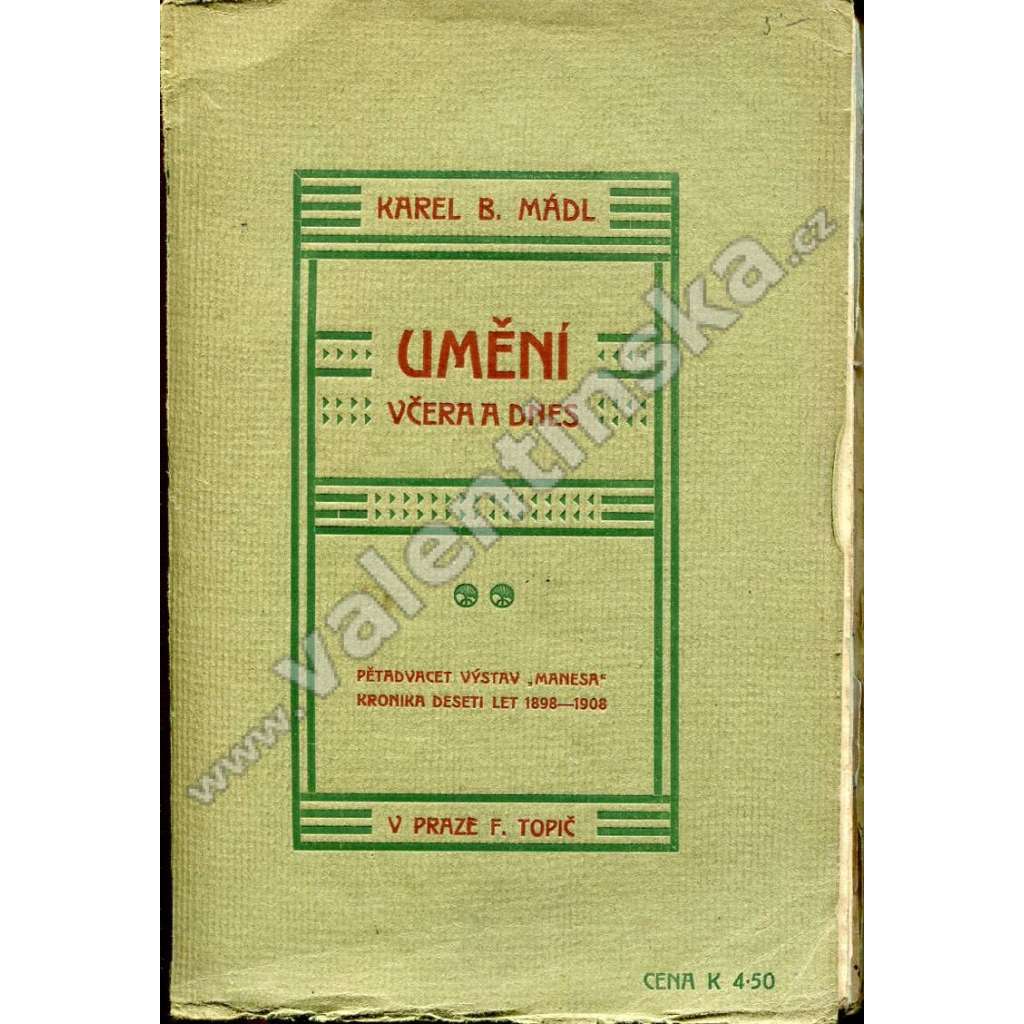 5·—
KAREL B. MÁDL
UMĚNÍ
VČERA A DNES
PĚTADVACET VÝSTAV „MANESA“
KRONIKA DESETI LET 1898—1908
V PRAZE F. TOPIČ
CENA K 4·50
www.valentinska.cz